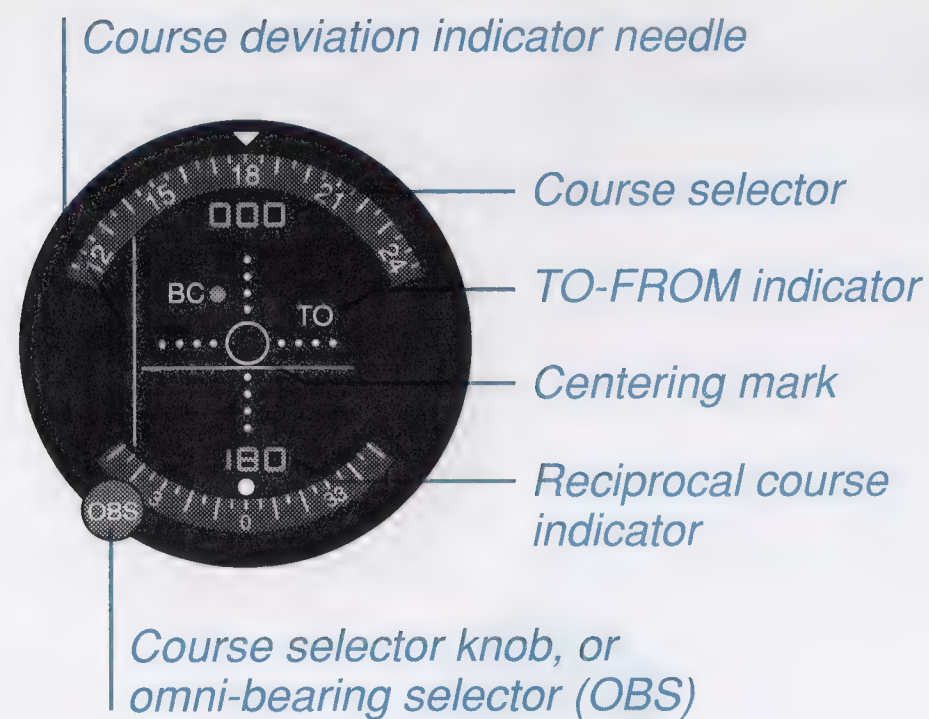 Course deviation indicator needle
12 15 18 21 24
000
BC TO
180
OBS 3 0 33
Course selector
TO-FROM indicator
Centering mark
Reciprocal course
indicator
Course selector knob, or
omni-bearing selector (OBS)